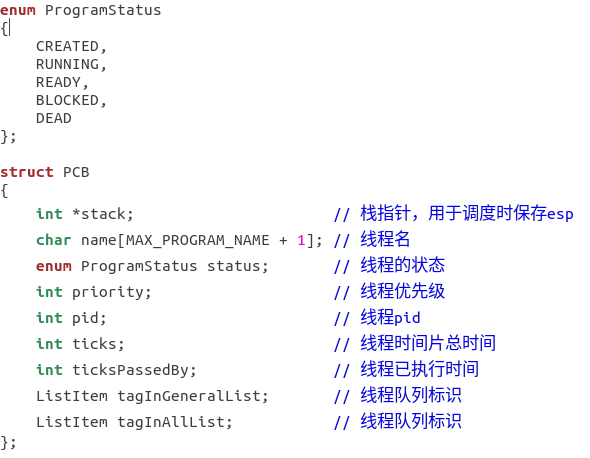 enum ProgramStatus
{
    CREATED,
    RUNNING,
    READY,
    BLOCKED,
    DEAD
};

struct PCB
{
    int *stack;                      // 栈指针，用于调度时保存esp
    char name[MAX_PROGRAM_NAME + 1]; // 线程名
    enum ProgramStatus status;       // 线程的状态
    int priority;                    // 线程优先级
    int pid;                         // 线程pid
    int ticks;                       // 线程时间片总时间
    int ticksPassedBy;               // 线程已执行时间
    ListItem tagInGeneralList;       // 线程队列标识
    ListItem tagInAllList;           // 线程队列标识
};